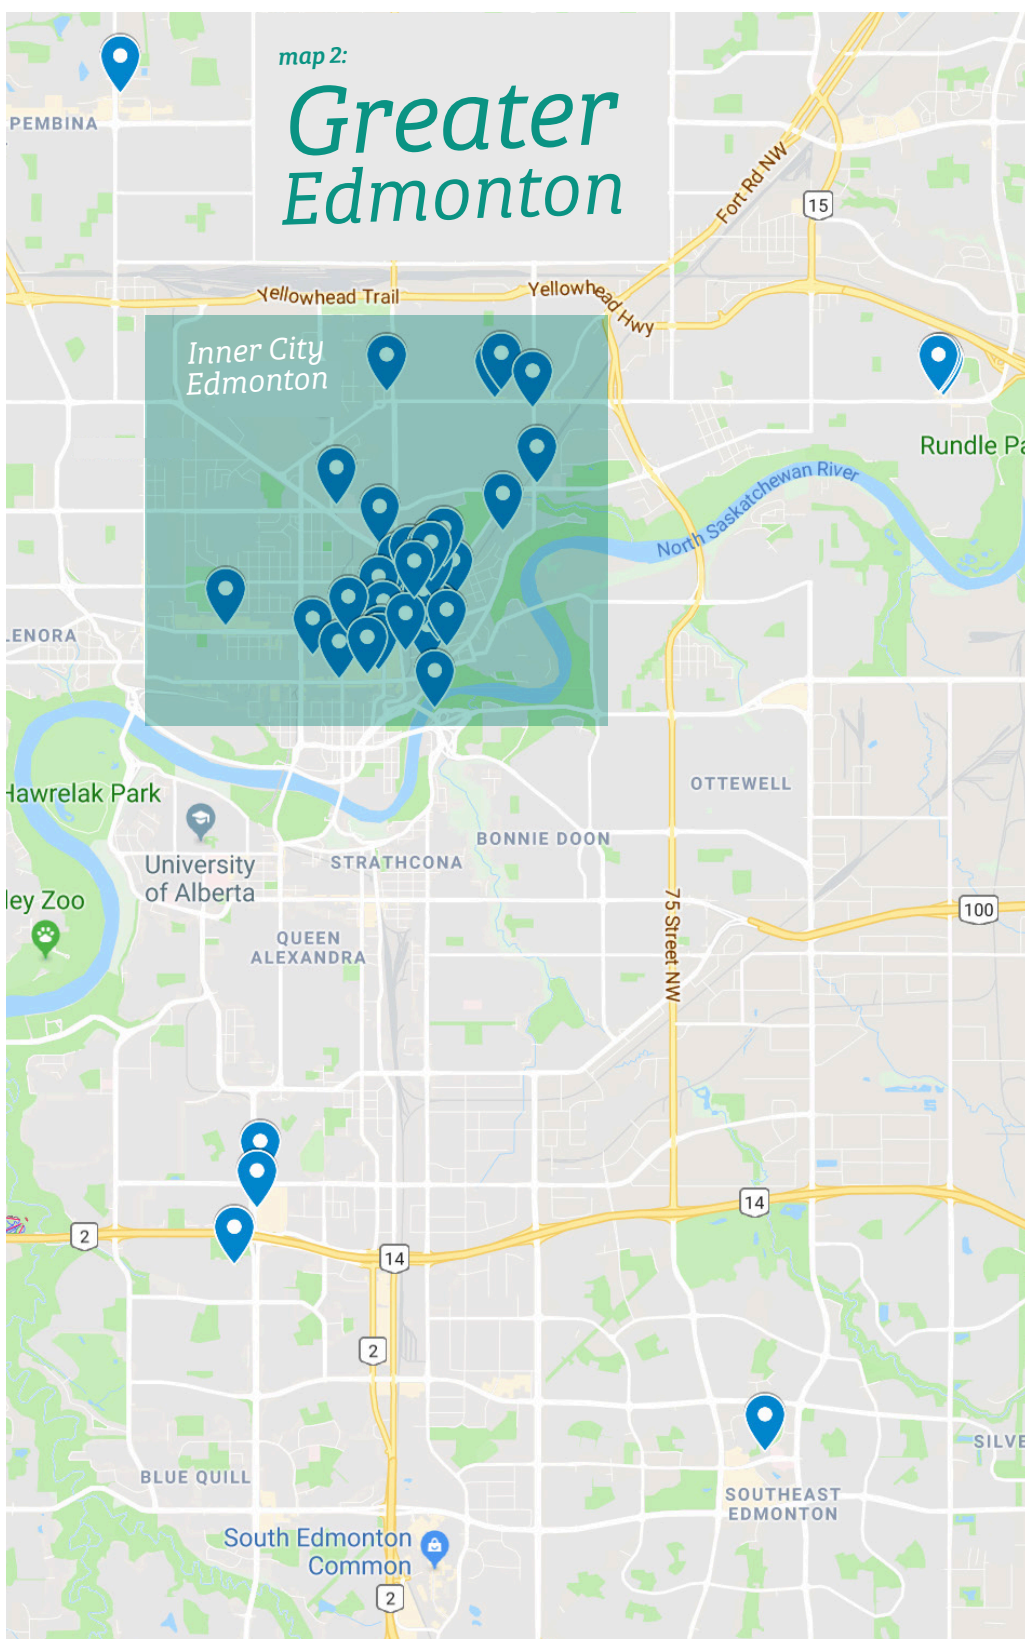 map 2:
Greater
Edmonton
PEMBINA
Fort Rd NW
15
Yellowhead Trail
Yellowhead Hwy
Inner City
Edmonton
Rundle Pa
North Saskatchewan River
LENORA
OTTEWELL
Hawrelak Park
BONNIE DOON
University
of Alberta
STRATHCONA
ley Zoo
75 Street NW
100
QUEEN
ALEXANDRA
14
2
14
2
SILVE
BLUE QUILL
SOUTHEAST
EDMONTON
South Edmonton
Common
2